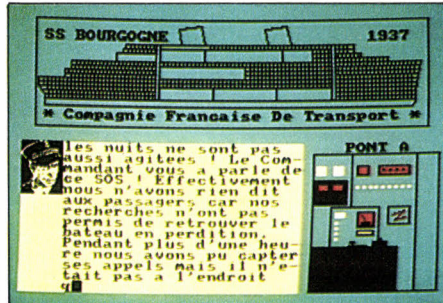 SS BOURGOGNE 1937
* Compagnie Francaise De Transport *
les nuits ne sont pas
aussi agitees ! Le Com-
mandant vous a parle de
ce SOS ! Effectivement
nous n'avons rien dit
aux passagers car nos
recherches n'ont pas
permis de retrouver le
bateau en perdition.
Pendant plus d'une heu-
re nous avons pu capter
ses appels mais il n'e-
tait pas a l'endroit
q
PONT A